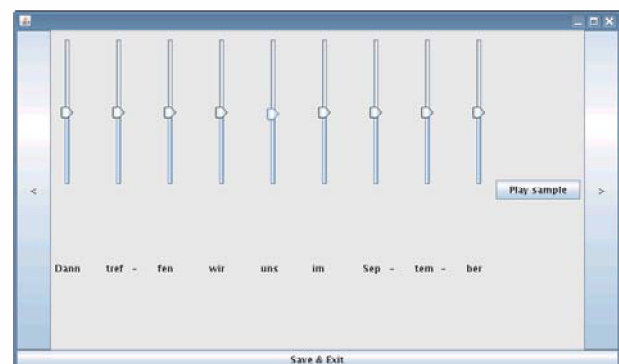 < Play sample >
Dann tref - fen wir uns im Sep - tem - ber
Save & Exit